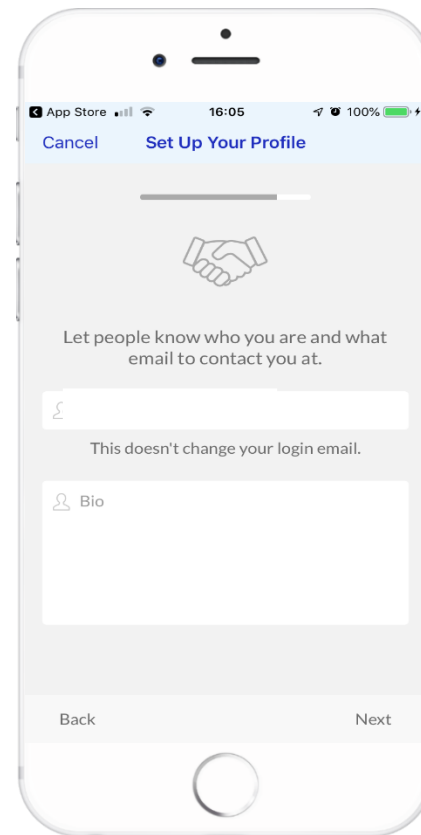 App Store 16:05 100%
Cancel Set Up Your Profile
Let people know who you are and what
email to contact you at.
This doesn't change your login email.
Bio
Back Next